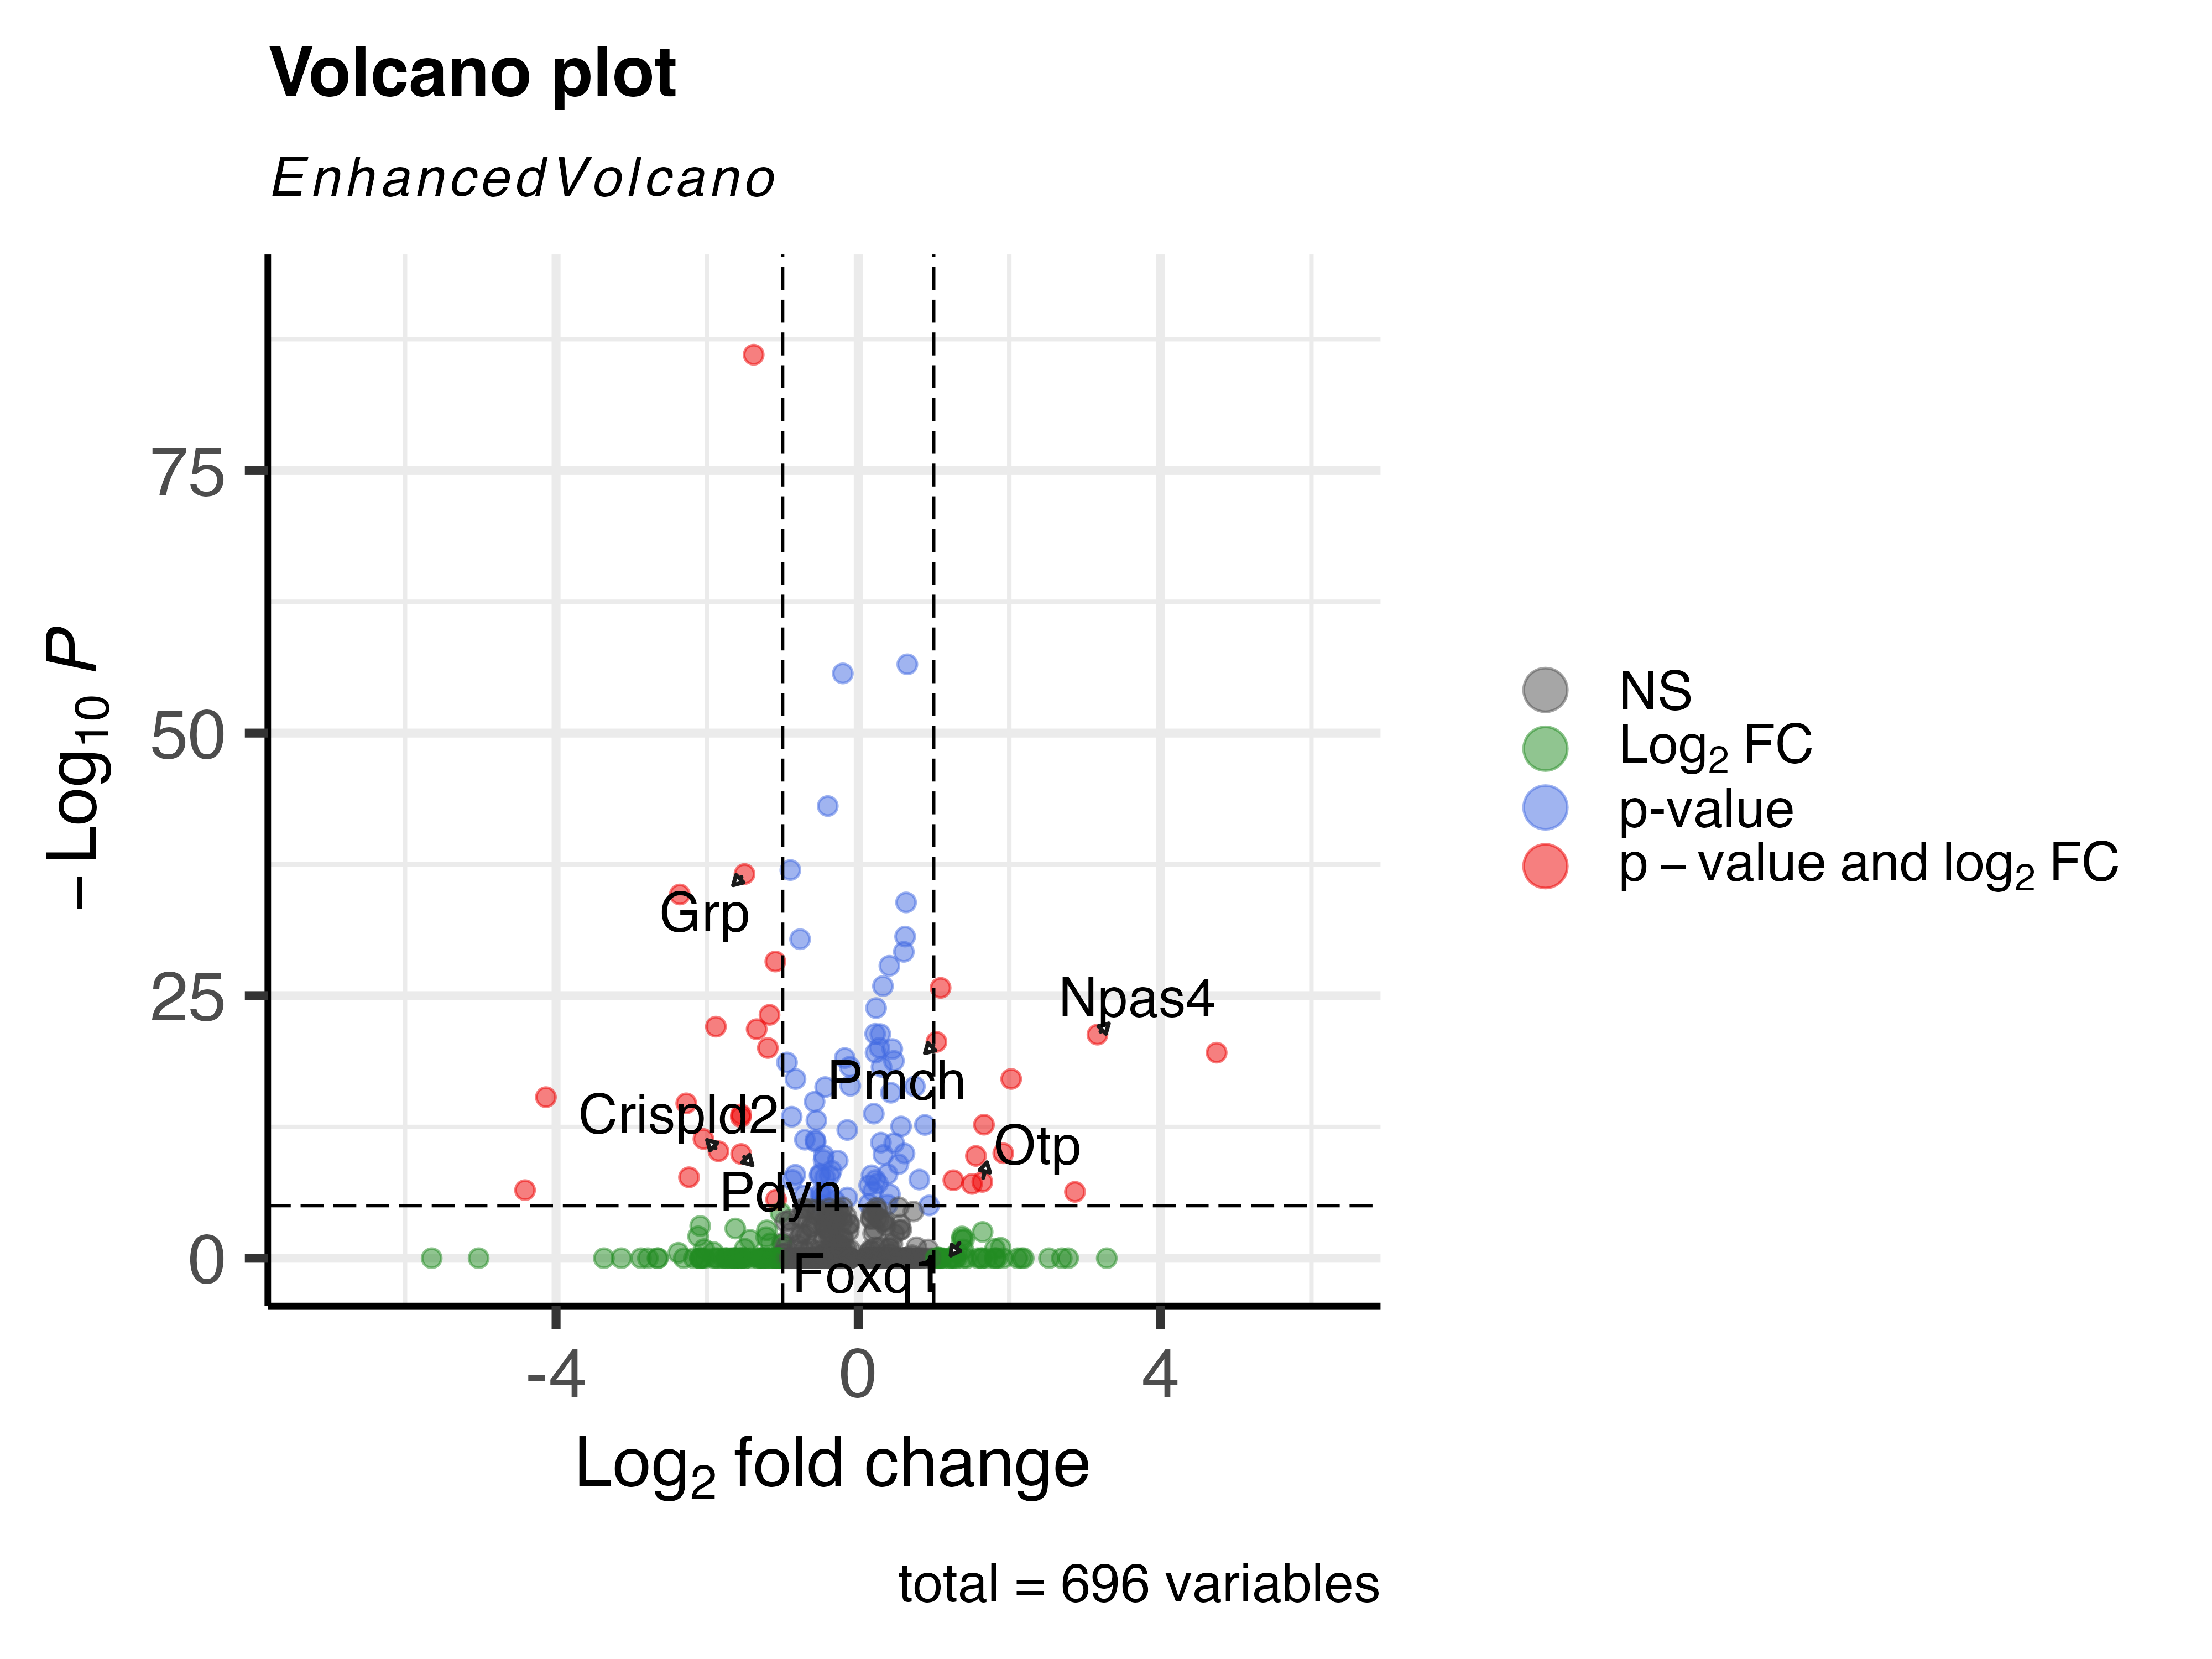 Volcano plot
EnhancedVolcano
75
50
25
0
−Log₁₀ P
Grp
Npas4
Pmch
Crispld2
Otp
Pdyn
Foxq1
-4 0 4
Log₂ fold change
NS
Log₂ FC
p-value
p − value and log₂ FC
total = 696 variables